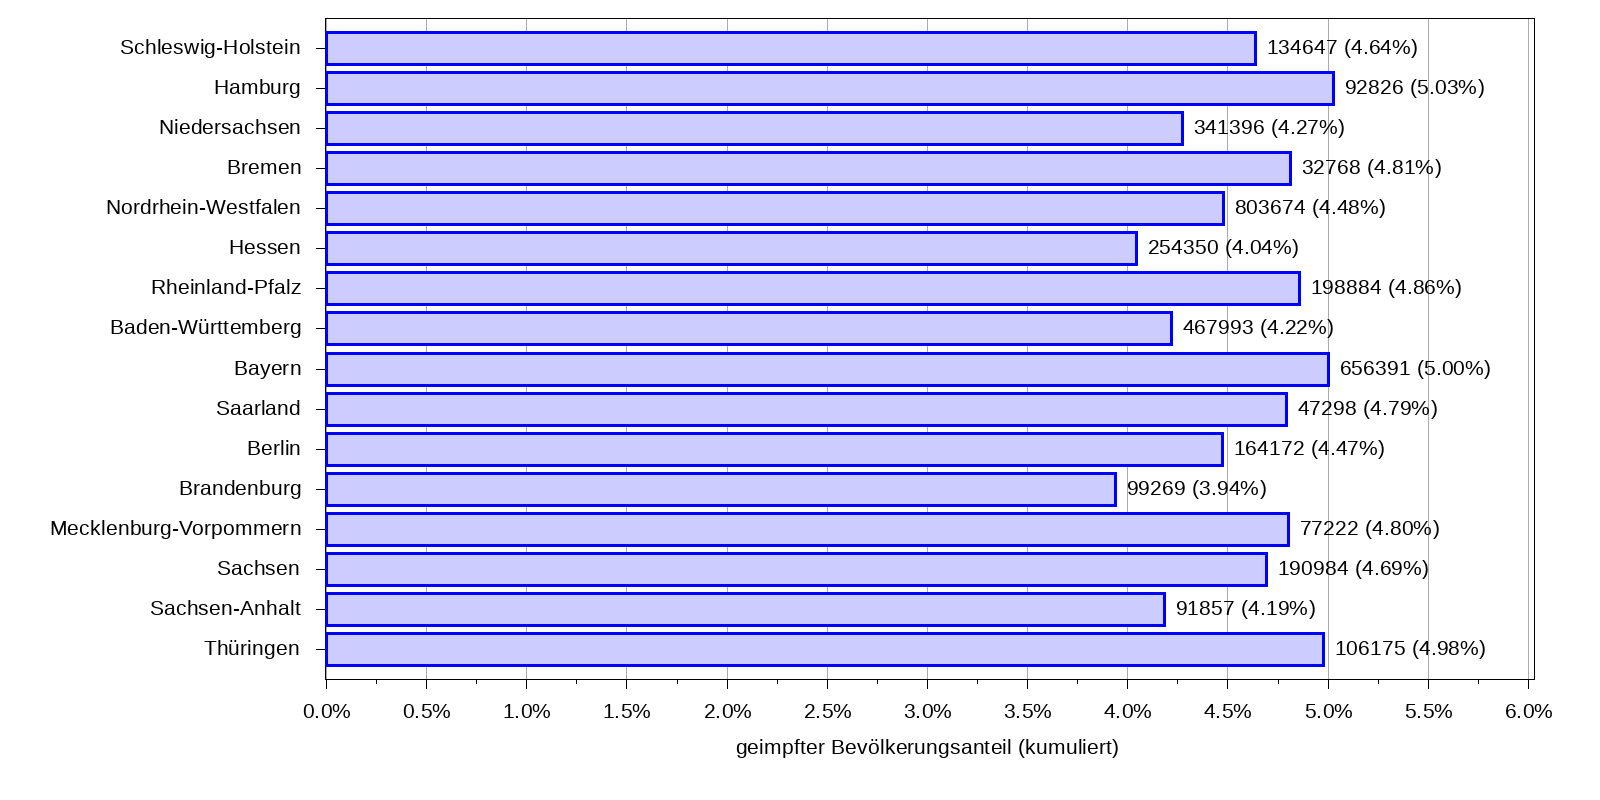 Schleswig-Holstein 134647 (4.64%)
Hamburg 92826 (5.03%)
Niedersachsen 341396 (4.27%)
Bremen 32768 (4.81%)
Nordrhein-Westfalen 803674 (4.48%)
Hessen 254350 (4.04%)
Rheinland-Pfalz 198884 (4.86%)
Baden-Württemberg 467993 (4.22%)
Bayern 656391 (5.00%)
Saarland 47298 (4.79%)
Berlin 164172 (4.47%)
Brandenburg 99269 (3.94%)
Mecklenburg-Vorpommern 77222 (4.80%)
Sachsen 190984 (4.69%)
Sachsen-Anhalt 91857 (4.19%)
Thüringen 106175 (4.98%)
0.0% 0.5% 1.0% 1.5% 2.0% 2.5% 3.0% 3.5% 4.0% 4.5% 5.0% 5.5% 6.0%
geimpfter Bevölkerungsanteil (kumuliert)